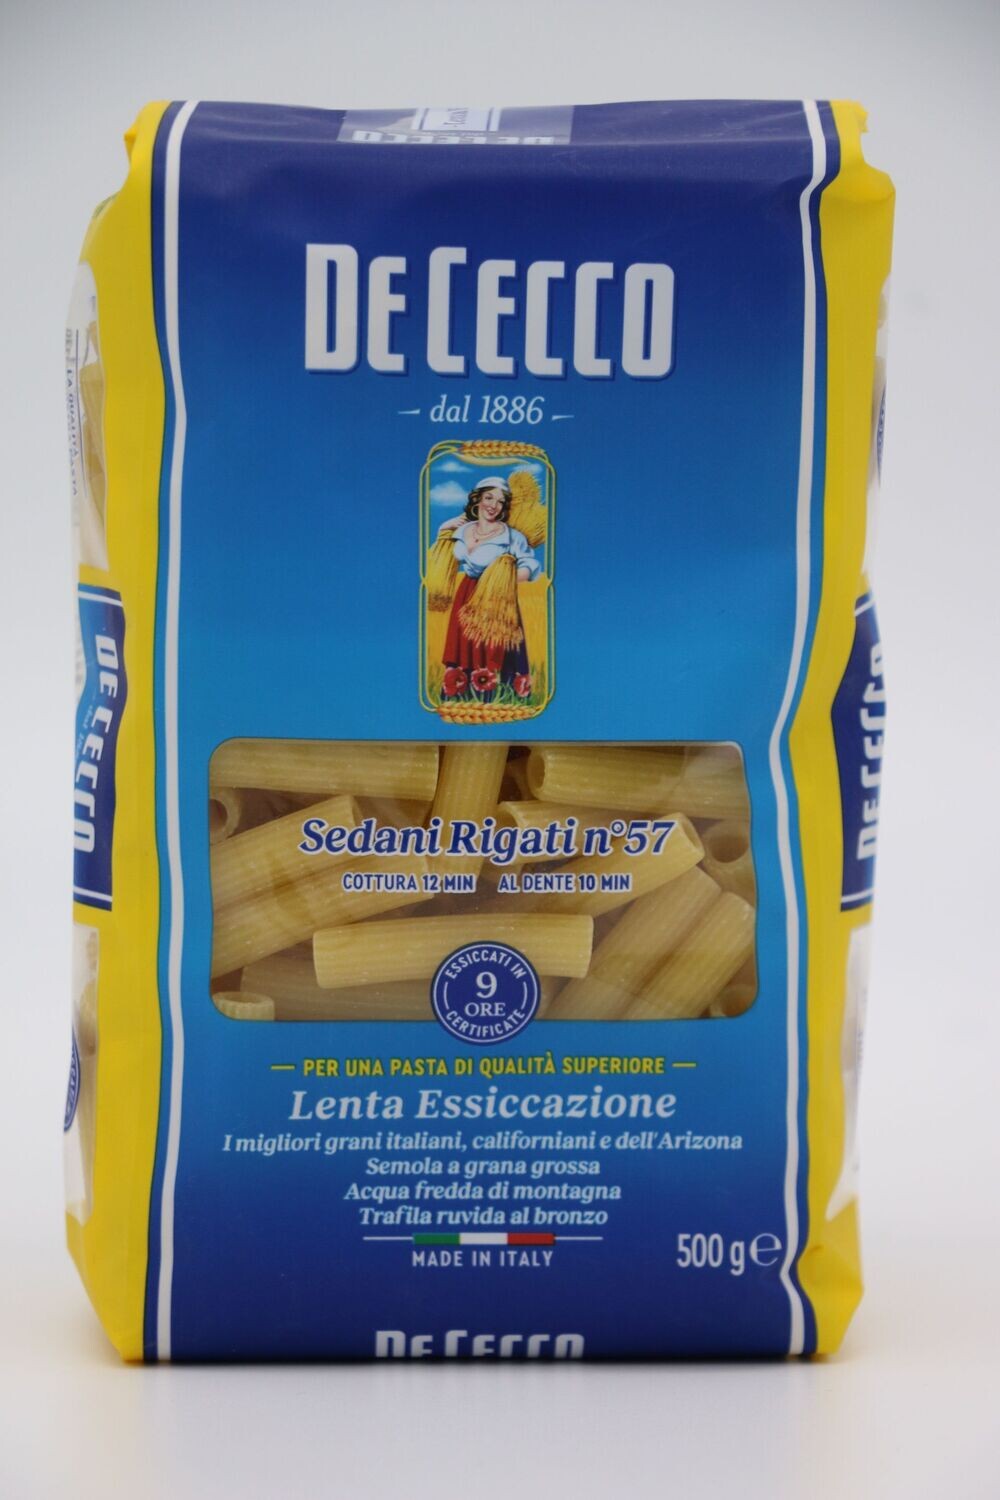 DE CECCO
dal 1886
Sedani Rigati n°57
COTTURA 12 MIN AL DENTE 10 MIN
ESSICCATI IN
9
ORE
CERTIFICATE
PER UNA PASTA DI QUALITÀ SUPERIORE
Lenta Essiccazione
I migliori grani italiani, californiani e dell'Arizona
Semola a grana grossa
Acqua fredda di montagna
Trafila ruvida al bronzo
MADE IN ITALY
500 g e
DE CECCO
DE CECCO
DE CECCO